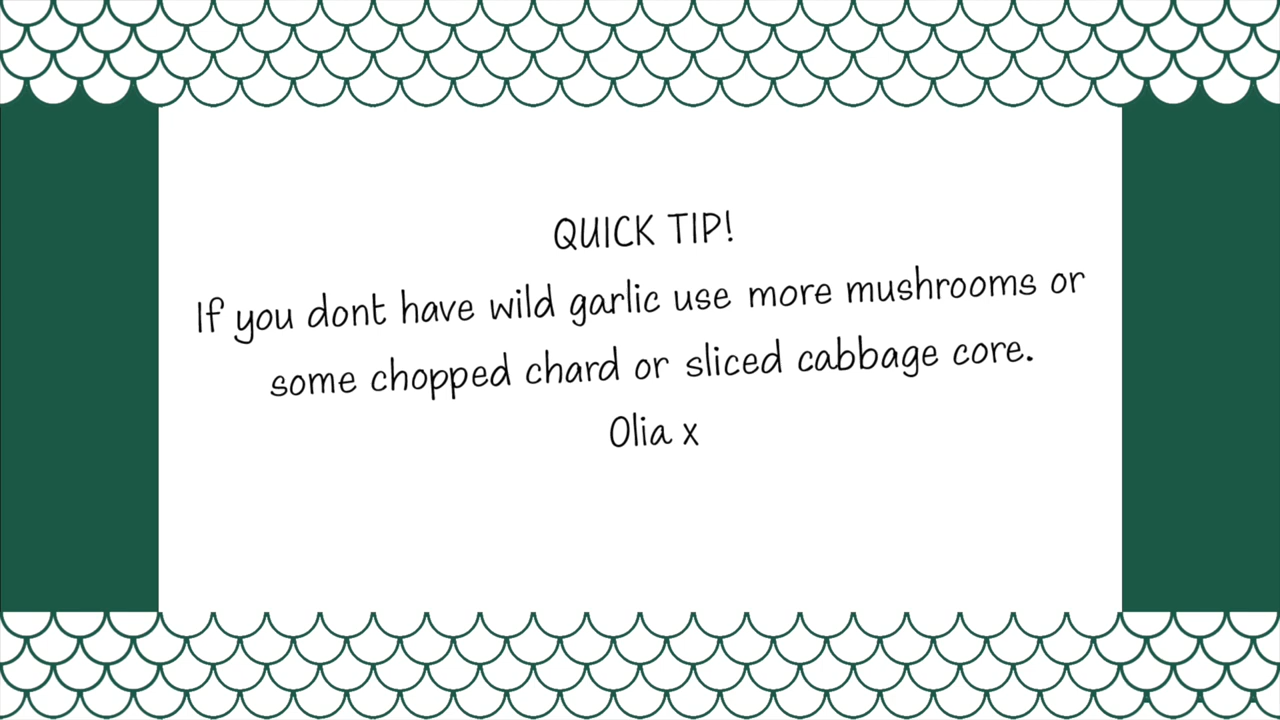 QUICK TIP!
If you dont have wild garlic use more mushrooms or
some chopped chard or sliced cabbage core.
Olia x